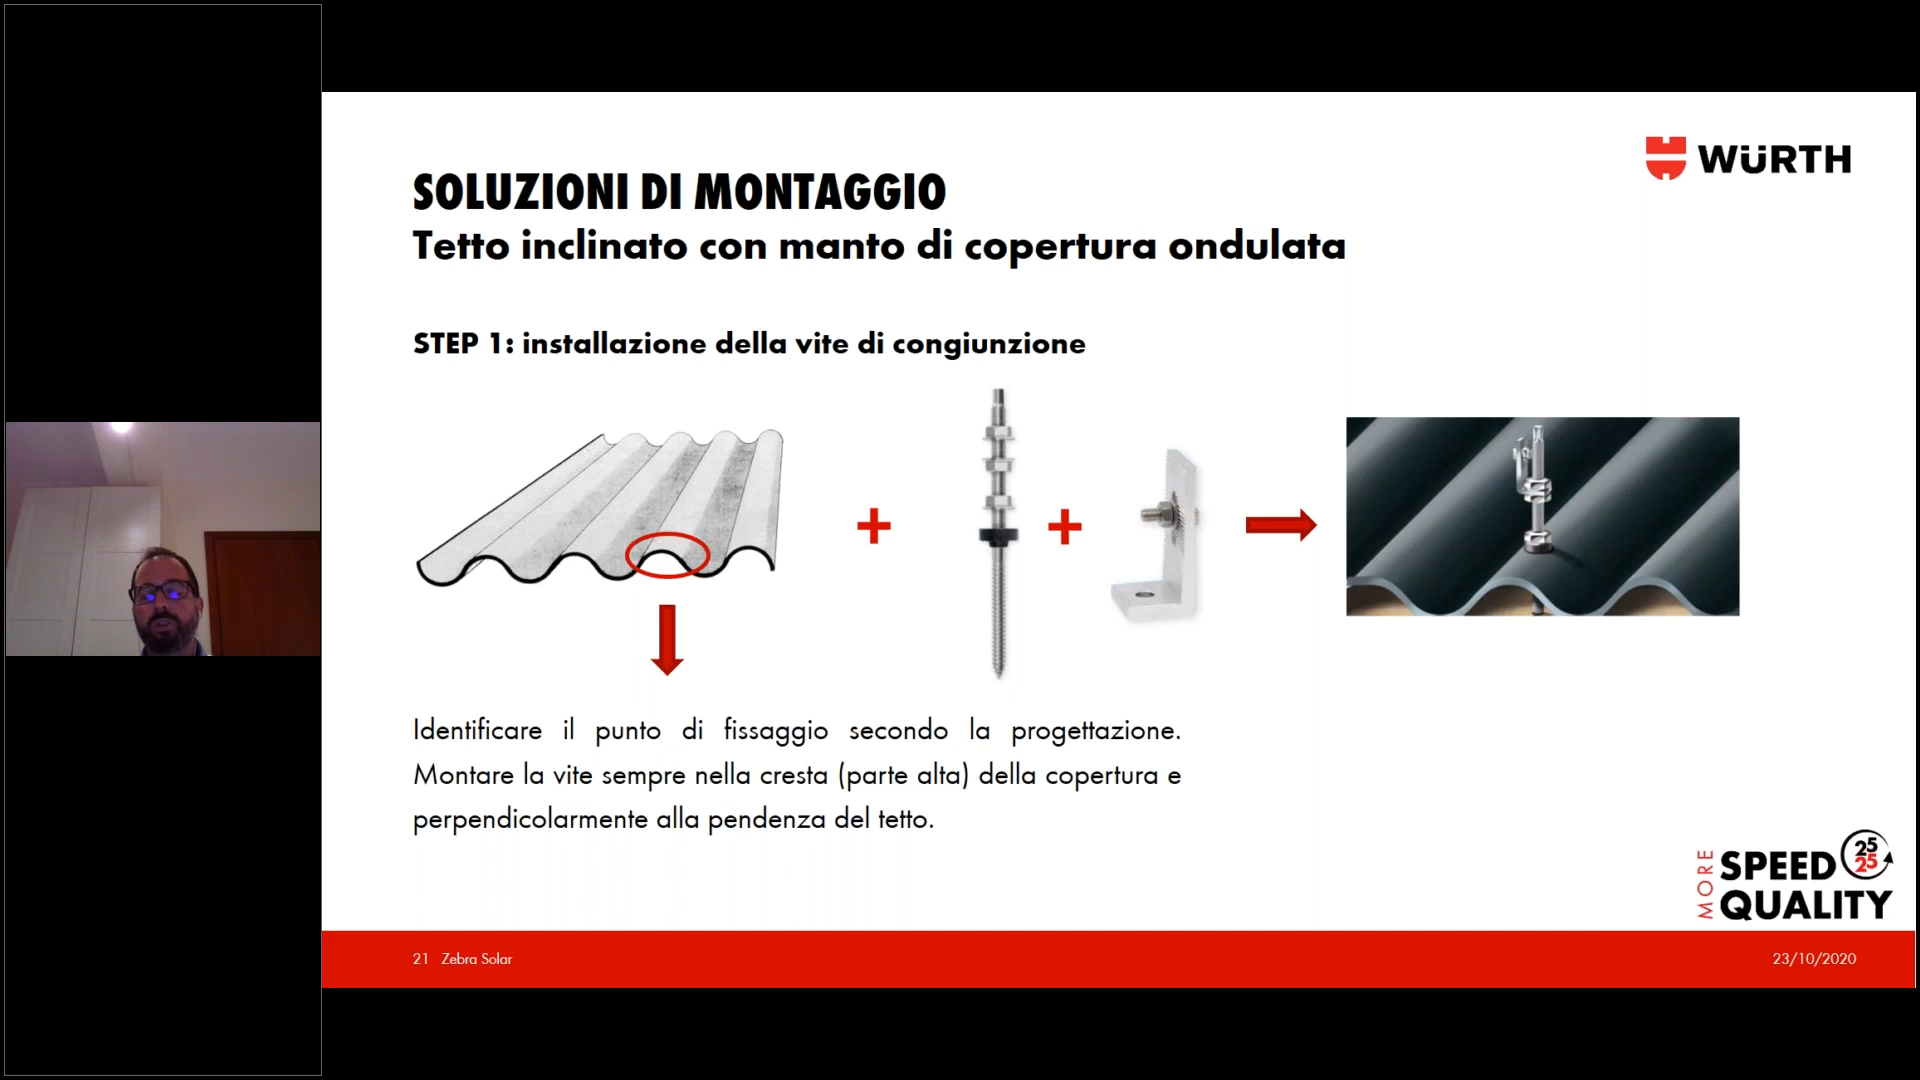 WÜRTH
SOLUZIONI DI MONTAGGIO
Tetto inclinato con manto di copertura ondulata
STEP 1: installazione della vite di congiunzione
+
+
Identificare il punto di fissaggio secondo la progettazione.
Montare la vite sempre nella cresta (parte alta) della copertura e
perpendicolarmente alla pendenza del tetto.
MORE
SPEED
25
25
QUALITY
21 Zebra Solar
23/10/2020